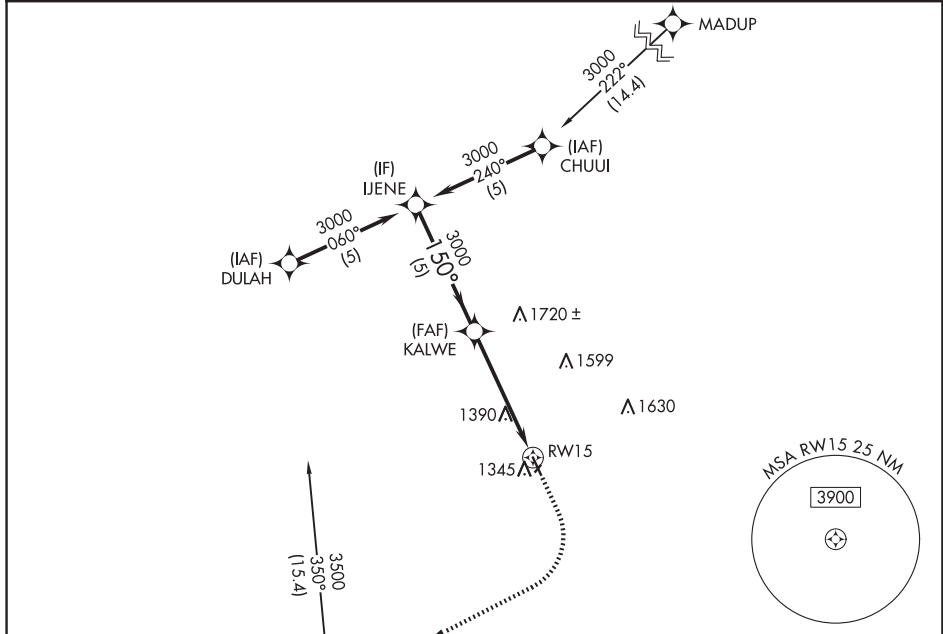 MADUP
3000
222°
(14.4)
(IAF)
CHUUI
3000
240°
(5)
(IF)
IJENE
3000
060°
(5)
(IAF)
DULAH
3000
150°
(5)
(FAF)
KALWE
1720 ±
1599
1630
1390
RW15
1345
MSA RW15 25 NM
3900
3500
350°
(15.4)